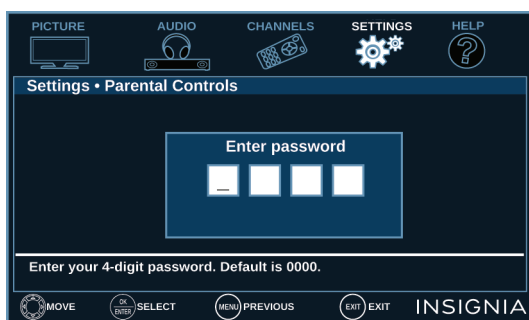 PICTURE AUDIO CHANNELS SETTINGS HELP
Settings • Parental Controls
Enter password
_
Enter your 4-digit password. Default is 0000.
MOVE OK ENTER SELECT MENU PREVIOUS EXIT EXIT INSIGNIA